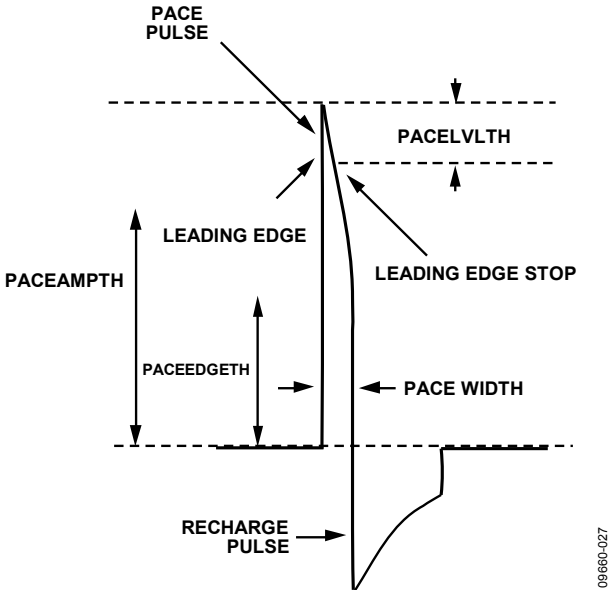 PACE
PULSE
PACELVLTH
LEADING EDGE
LEADING EDGE STOP
PACEAMPTH
PACEEDGETH
PACE WIDTH
RECHARGE
PULSE
09660-027